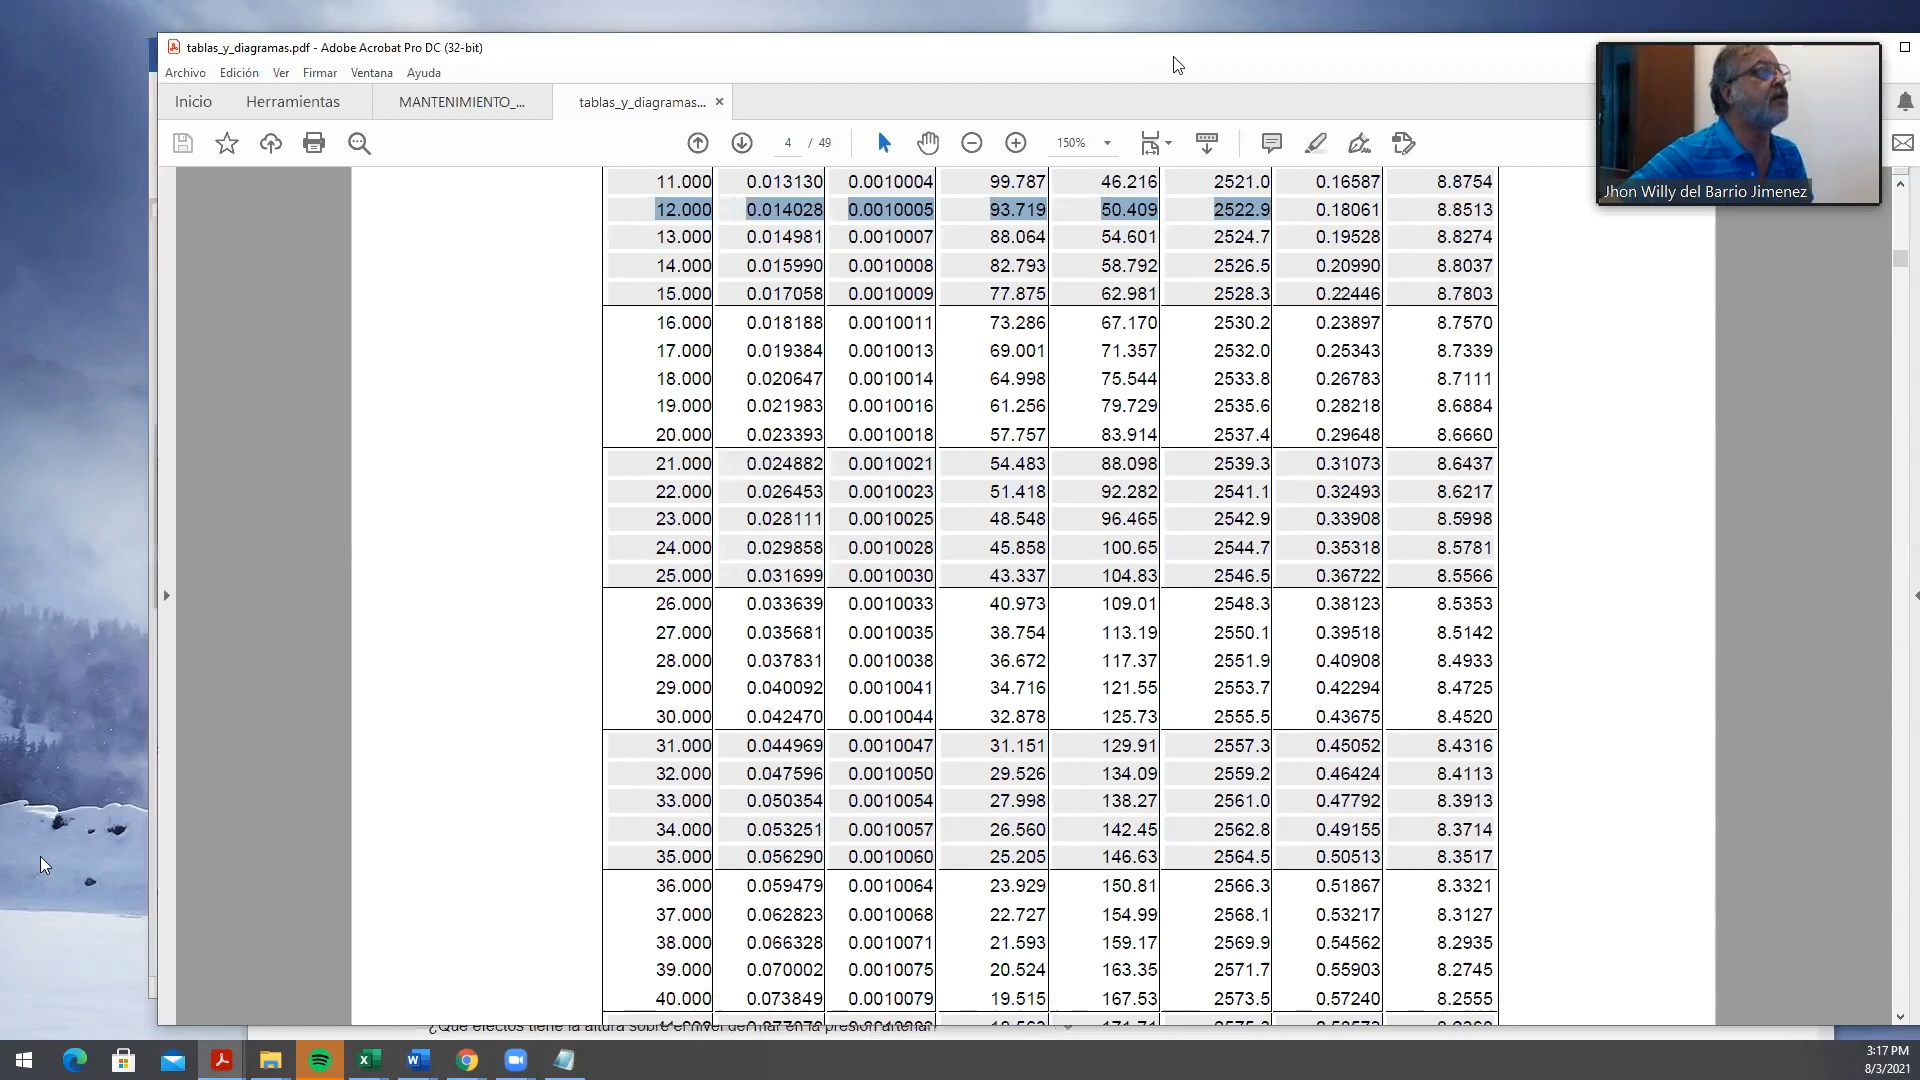 tablas_y_diagramas.pdf - Adobe Acrobat Pro DC (32-bit)
Archivo Edición Ver Firmar Ventana Ayuda
Inicio Herramientas MANTENIMIENTO_... tablas_y_diagramas...
4 / 49 150%
Jhon Willy del Barrio Jimenez
11.000 0.013130 0.0010004 99.787 46.216 2521.0 0.16587 8.8754
12.000 0.014028 0.0010005 93.719 50.409 2522.9 0.18061 8.8513
13.000 0.014981 0.0010007 88.064 54.601 2524.7 0.19528 8.8274
14.000 0.015990 0.0010008 82.793 58.792 2526.5 0.20990 8.8037
15.000 0.017058 0.0010009 77.875 62.981 2528.3 0.22446 8.7803
16.000 0.018188 0.0010011 73.286 67.170 2530.2 0.23897 8.7570
17.000 0.019384 0.0010013 69.001 71.357 2532.0 0.25343 8.7339
18.000 0.020647 0.0010014 64.998 75.544 2533.8 0.26783 8.7111
19.000 0.021983 0.0010016 61.256 79.729 2535.6 0.28218 8.6884
20.000 0.023393 0.0010018 57.757 83.914 2537.4 0.29648 8.6660
21.000 0.024882 0.0010021 54.483 88.098 2539.3 0.31073 8.6437
22.000 0.026453 0.0010023 51.418 92.282 2541.1 0.32493 8.6217
23.000 0.028111 0.0010025 48.548 96.465 2542.9 0.33908 8.5998
24.000 0.029858 0.0010028 45.858 100.65 2544.7 0.35318 8.5781
25.000 0.031699 0.0010030 43.337 104.83 2546.5 0.36722 8.5566
26.000 0.033639 0.0010033 40.973 109.01 2548.3 0.38123 8.5353
27.000 0.035681 0.0010035 38.754 113.19 2550.1 0.39518 8.5142
28.000 0.037831 0.0010038 36.672 117.37 2551.9 0.40908 8.4933
29.000 0.040092 0.0010041 34.716 121.55 2553.7 0.42294 8.4725
30.000 0.042470 0.0010044 32.878 125.73 2555.5 0.43675 8.4520
31.000 0.044969 0.0010047 31.151 129.91 2557.3 0.45052 8.4316
32.000 0.047596 0.0010050 29.526 134.09 2559.2 0.46424 8.4113
33.000 0.050354 0.0010054 27.998 138.27 2561.0 0.47792 8.3913
34.000 0.053251 0.0010057 26.560 142.45 2562.8 0.49155 8.3714
35.000 0.056290 0.0010060 25.205 146.63 2564.5 0.50513 8.3517
36.000 0.059479 0.0010064 23.929 150.81 2566.3 0.51867 8.3321
37.000 0.062823 0.0010068 22.727 154.99 2568.1 0.53217 8.3127
38.000 0.066328 0.0010071 21.593 159.17 2569.9 0.54562 8.2935
39.000 0.070002 0.0010075 20.524 163.35 2571.7 0.55903 8.2745
40.000 0.073849 0.0010079 19.515 167.53 2573.5 0.57240 8.2555
¿Que efectos tiene la altura sobre el nivel del mar en la presión arterial?
3:17 PM
8/3/2021